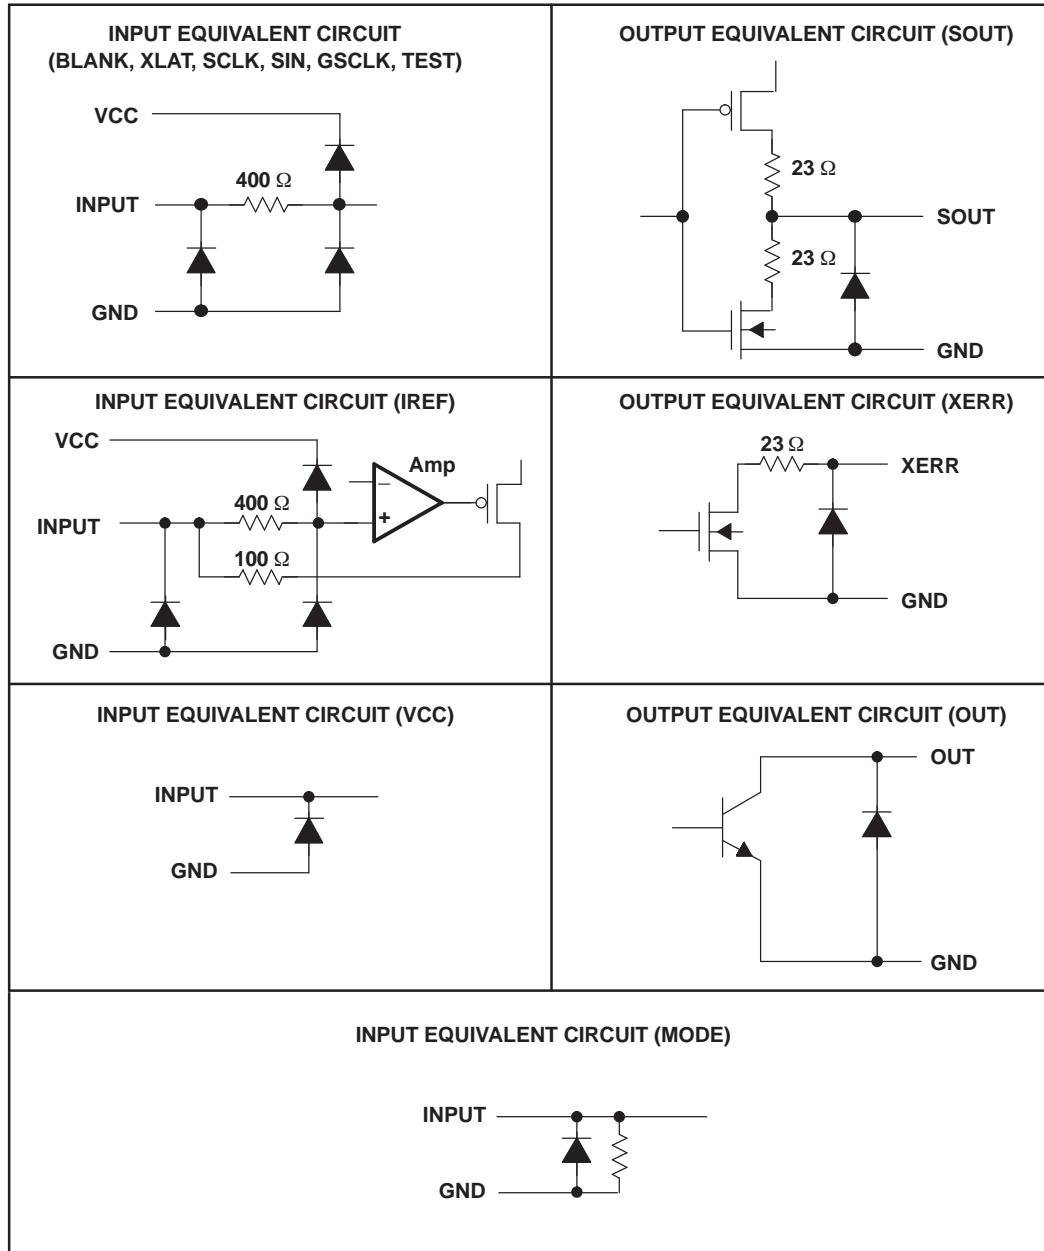 INPUT EQUIVALENT CIRCUIT
(BLANK, XLAT, SCLK, SIN, GSCLK, TEST)
VCC
400 Ω
INPUT
GND
OUTPUT EQUIVALENT CIRCUIT (SOUT)
23 Ω
SOUT
23 Ω
GND
INPUT EQUIVALENT CIRCUIT (IREF)
VCC
Amp
–
400 Ω
INPUT
+
100 Ω
GND
OUTPUT EQUIVALENT CIRCUIT (XERR)
23 Ω
XERR
GND
INPUT EQUIVALENT CIRCUIT (VCC)
INPUT
GND
OUTPUT EQUIVALENT CIRCUIT (OUT)
OUT
GND
INPUT EQUIVALENT CIRCUIT (MODE)
INPUT
GND